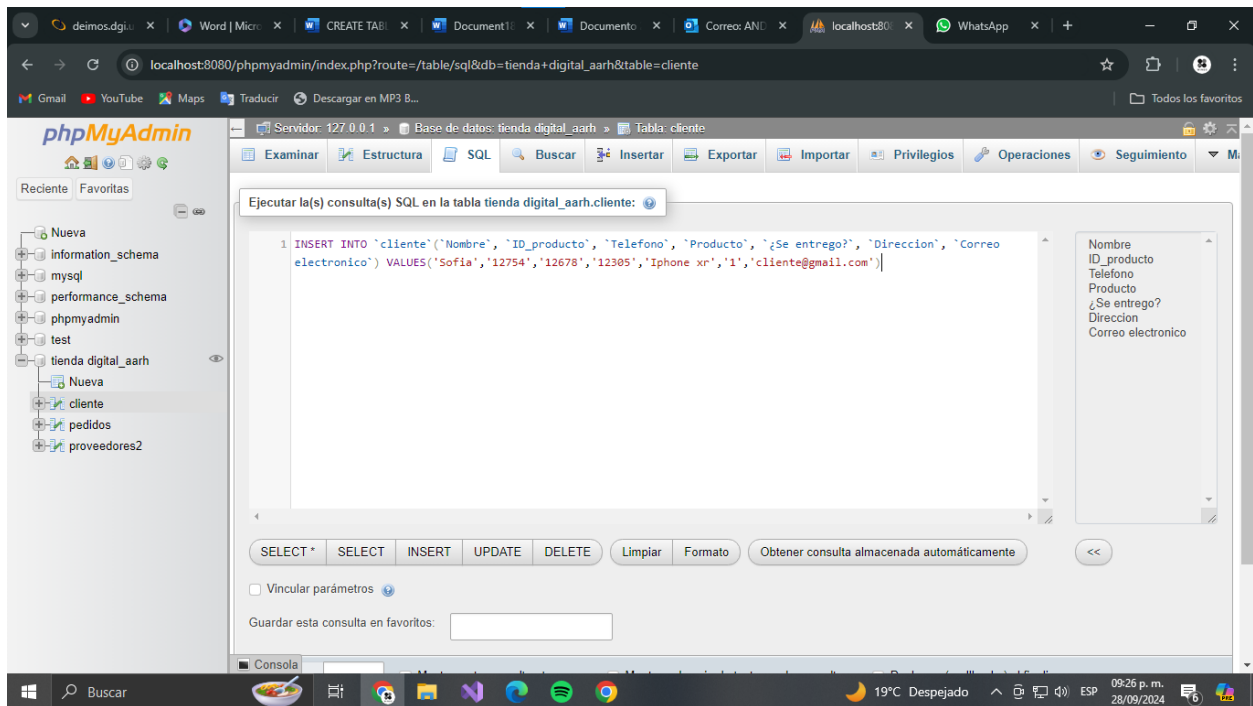 deimos.dgi.u
Word | Micro
CREATE TABL
Document18
Documento
Correo: AND
localhost:808
WhatsApp
localhost:8080/phpmyadmin/index.php?route=/table/sql&db=tienda+digital_aarh&table=cliente
Gmail
YouTube
Maps
Traducir
Descargar en MP3 B...
Todos los favoritos
phpMyAdmin
Reciente Favoritas
Nueva
information_schema
mysql
performance_schema
phpmyadmin
test
tienda digital_aarh
Nueva
cliente
pedidos
proveedores2
Servidor: 127.0.0.1 » Base de datos: tienda digital_aarh » Tabla: cliente
Examinar
Estructura
SQL
Buscar
Insertar
Exportar
Importar
Privilegios
Operaciones
Seguimiento
Ejecutar la(s) consulta(s) SQL en la tabla tienda digital_aarh.cliente:
1 INSERT INTO `cliente`(`Nombre`, `ID_producto`, `Telefono`, `Producto`, `¿Se entrego?`, `Direccion`, `Correo
electronico`) VALUES('Sofia','12754','12678','12305','Iphone xr','1','cliente@gmail.com')
Nombre
ID_producto
Telefono
Producto
¿Se entrego?
Direccion
Correo electronico
SELECT *
SELECT
INSERT
UPDATE
DELETE
Limpiar
Formato
Obtener consulta almacenada automáticamente
<<
Vincular parámetros
Guardar esta consulta en favoritos:
Consola
Buscar
19°C Despejado
ESP
09:26 p. m.
28/09/2024
6
PRE